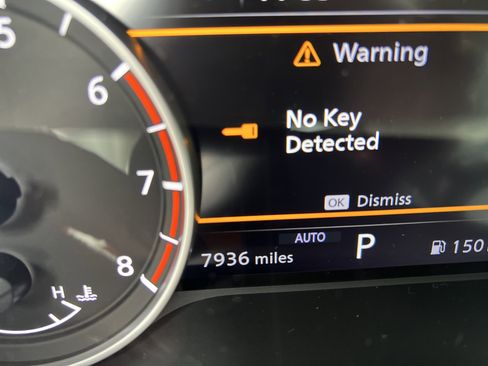 5
6
7
8
H
Warning
No Key
Detected
OK Dismiss
AUTO
7936 miles
P
150